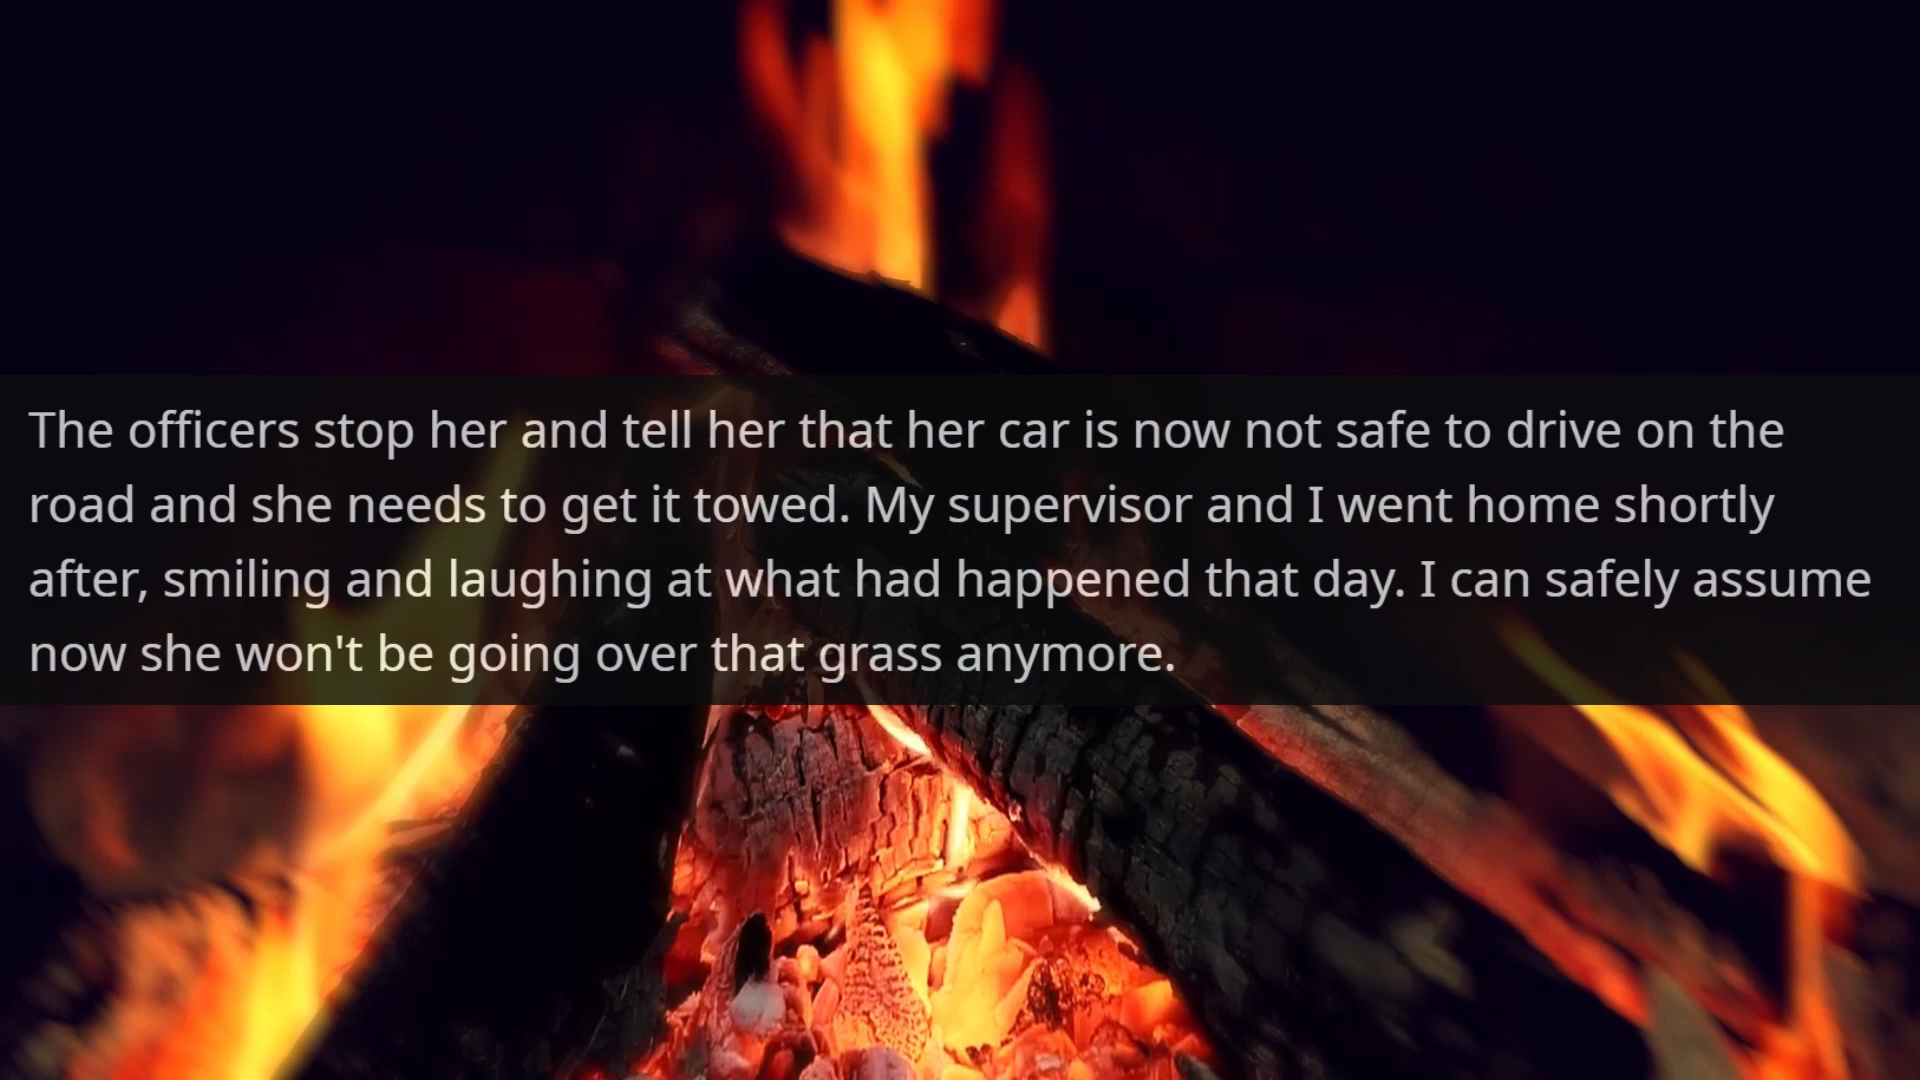 The officers stop her and tell her that her car is now not safe to drive on the
road and she needs to get it towed. My supervisor and I went home shortly
after, smiling and laughing at what had happened that day. I can safely assume
now she won't be going over that grass anymore.